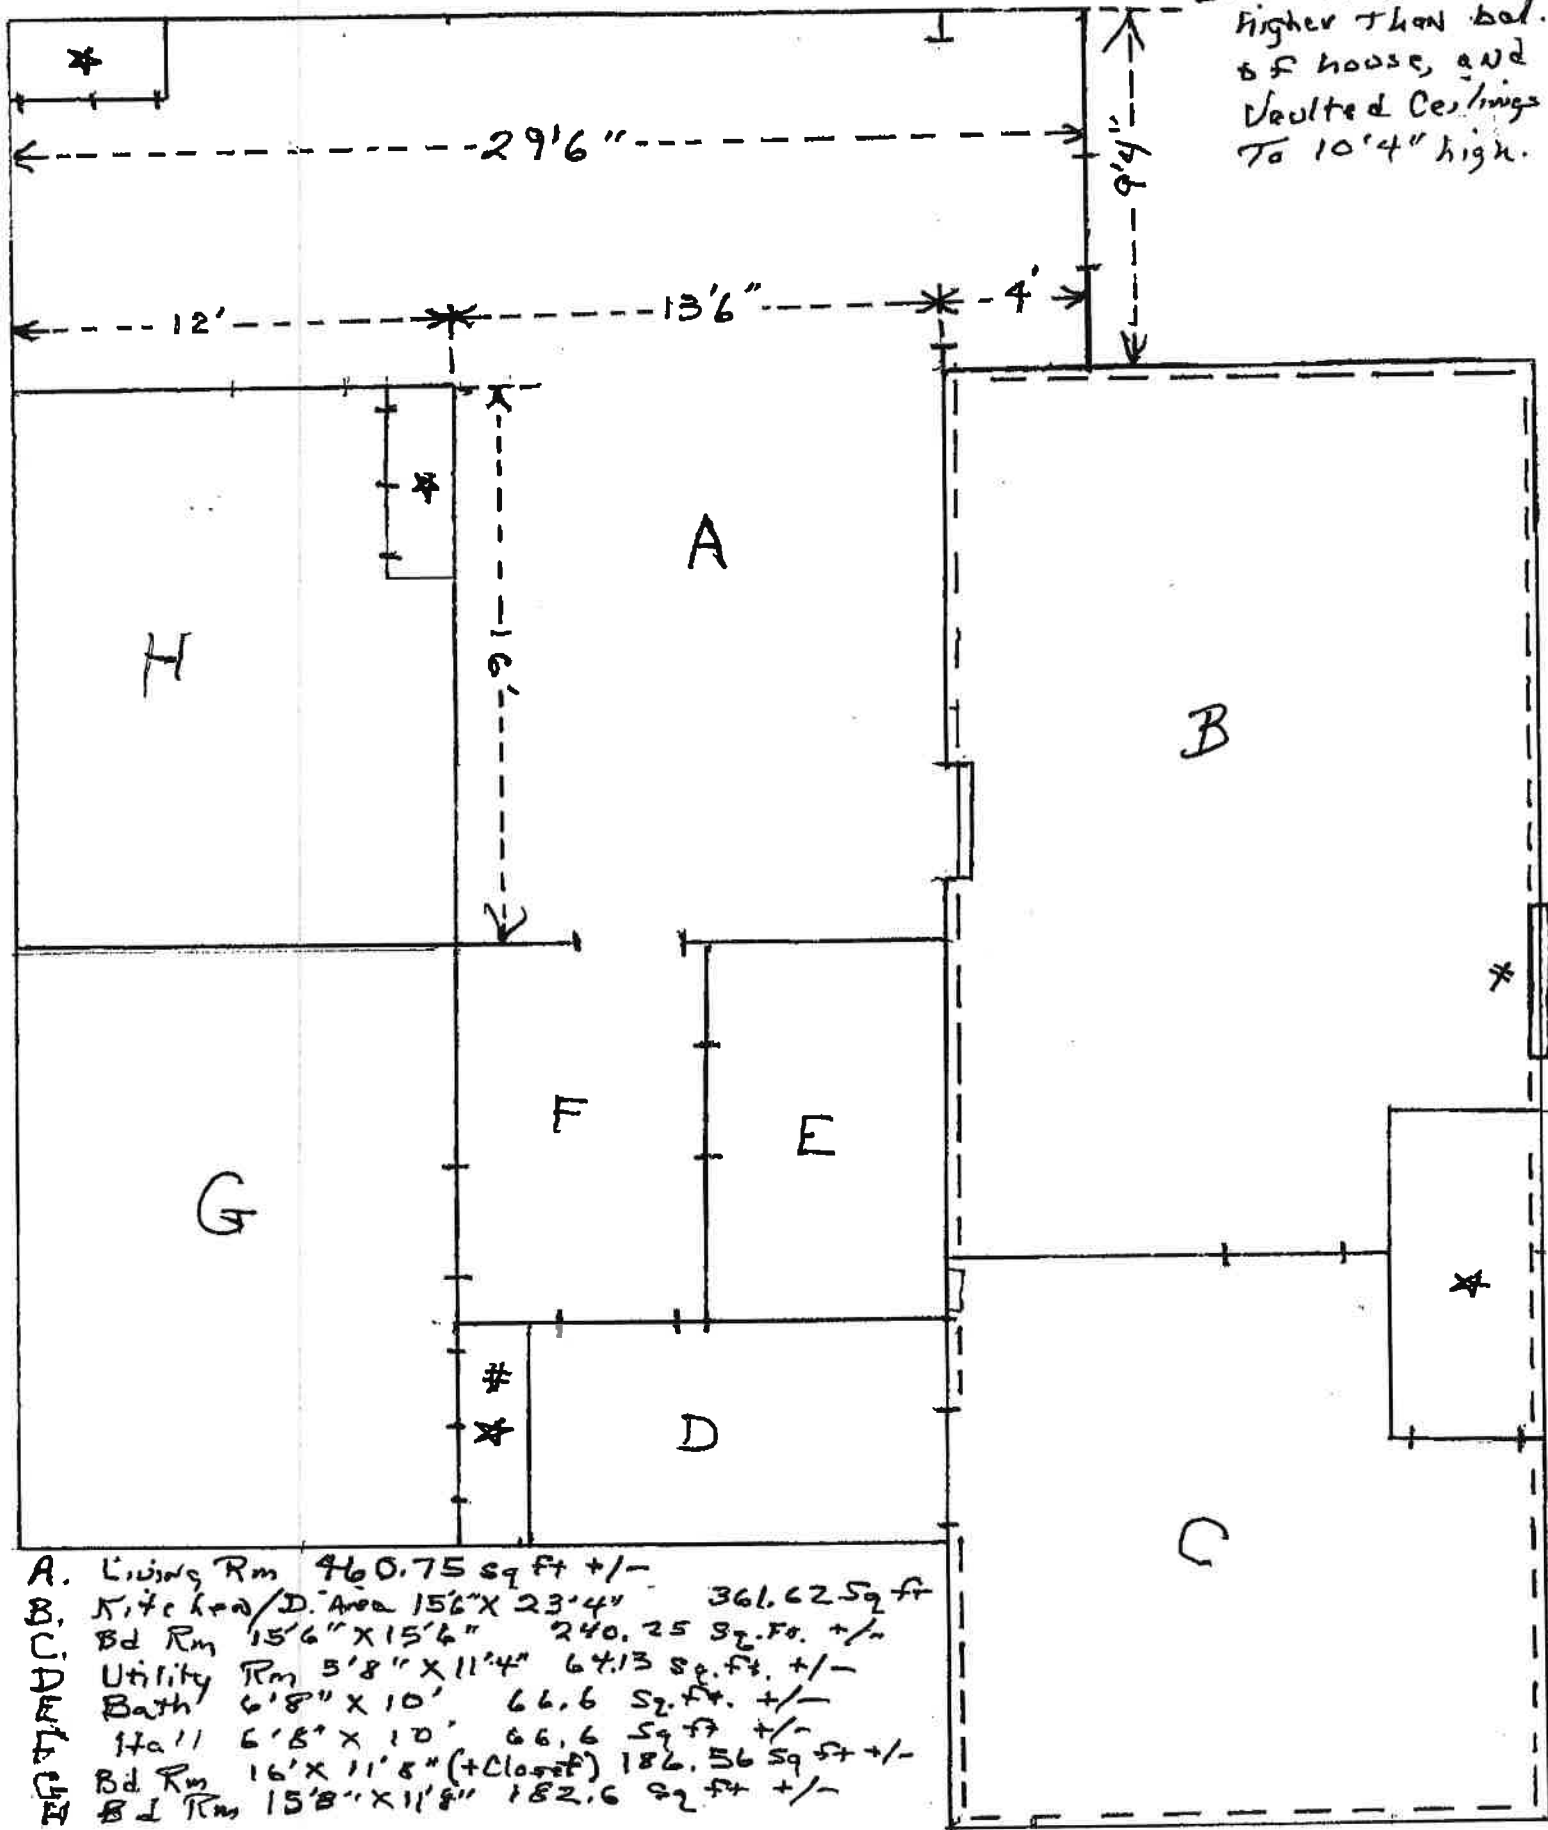 higher than bal.
of house, and
Vaulted Ceilings
To 10'4" high.
29'6"
9'4"
12'
13'6"
4'
16'
A
H
B
F
E
G
#
D
C
A. Living Rm 460.75 sq ft +/-
B. Kitchen/D. Area 15'6" X 23'4" 361.62 Sq ft
C Bd Rm 15'6" X 15'6" 240.25 Sq. Ft. +/-
D Utility Rm 5'8" X 11'4" 64.13 sq. ft. +/-
E Bath 6'8" X 10' 66.6 Sq. ft. +/-
F Hall 6'8" X 10' 66.6 Sq ft +/-
G Bd. Rm 16' X 11'8" (+Closet) 186.56 Sq ft +/-
H Bd Rm 15'8" X 11'8" 182.6 Sq ft +/-